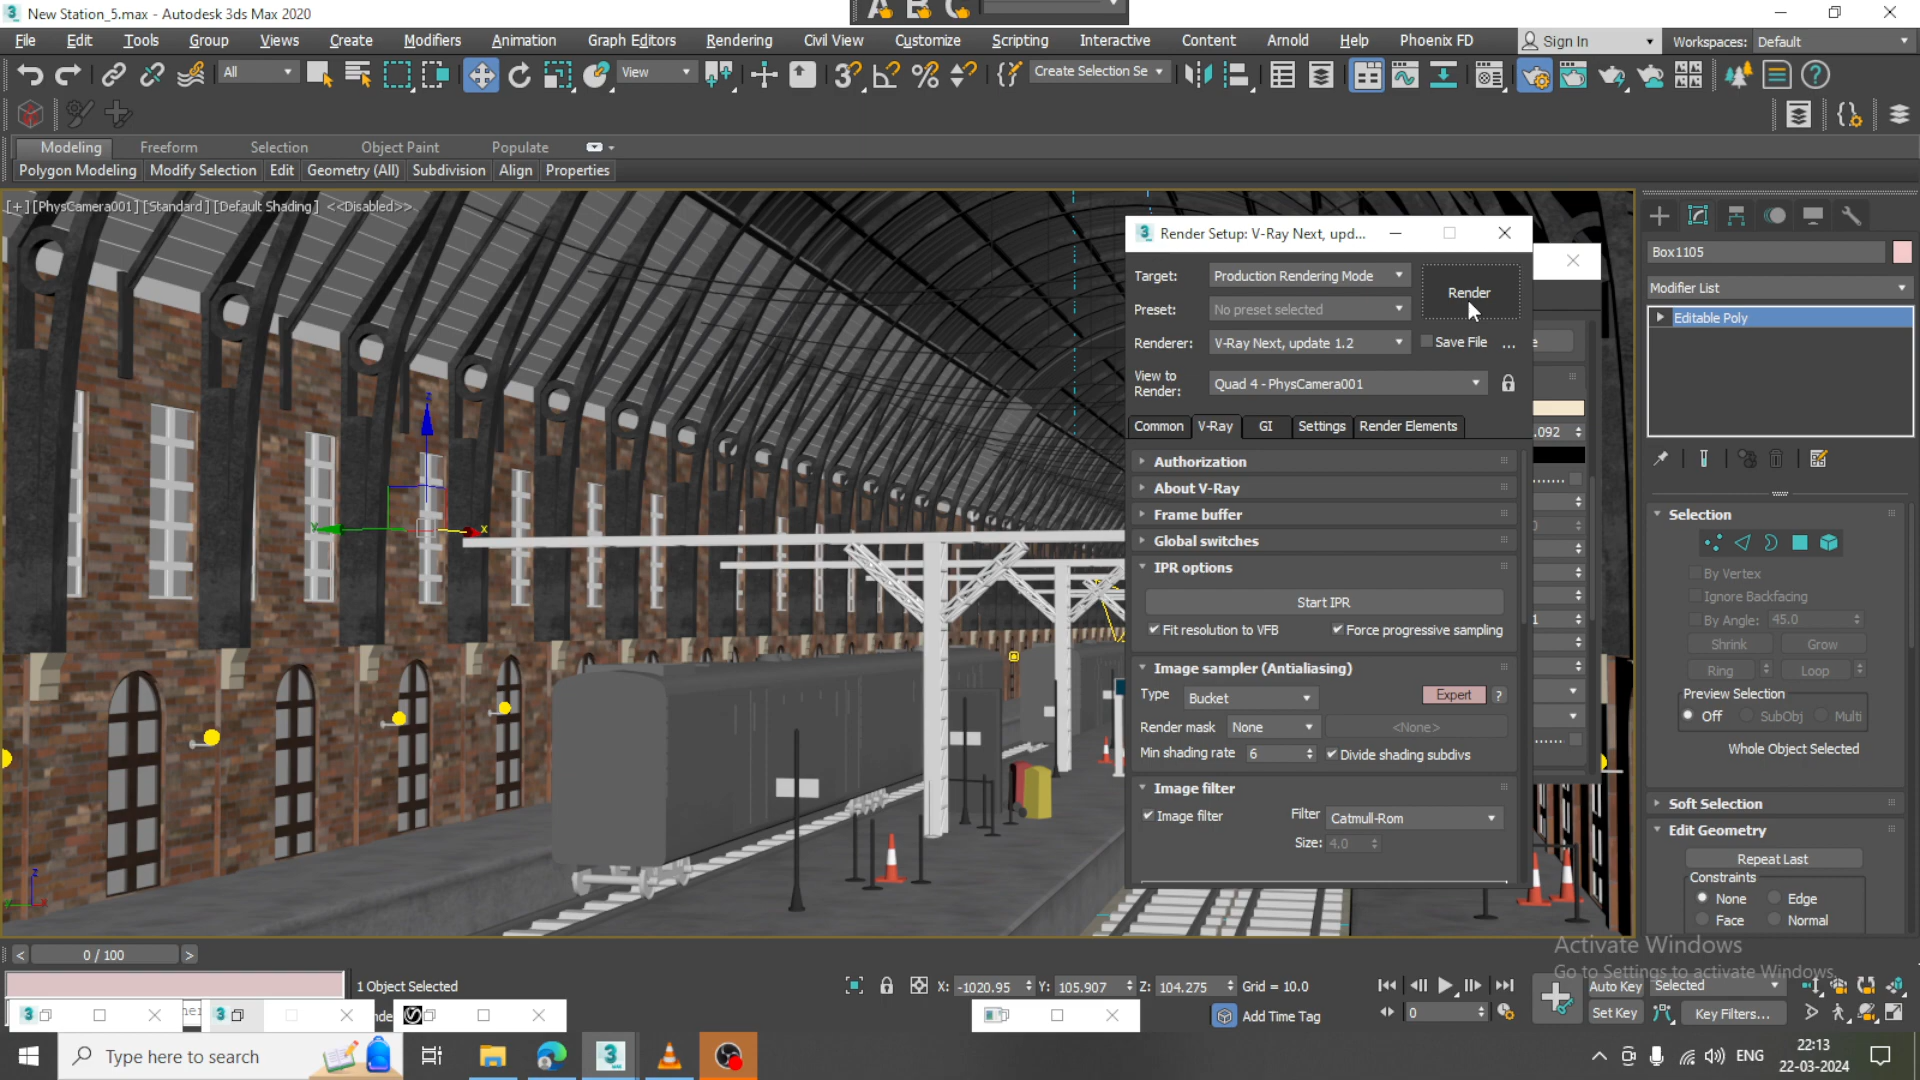 New Station_5.max - Autodesk 3ds Max 2020
File Edit Tools Group Views Create Modifiers Animation Graph Editors Rendering Civil View Customize Scripting Interactive Content Arnold Help Phoenix FD Sign In Workspaces: Default
All View Create Selection Se
Modeling Freeform Selection Object Paint Populate
Polygon Modeling Modify Selection Edit Geometry (All) Subdivision Align Properties
[+] [PhysCamera001] [Standard] [Default Shading] <<Disabled>>
Render Setup: V-Ray Next, upd...
Target: Production Rendering Mode
Render
Preset: No preset selected
Renderer: V-Ray Next, update 1.2 Save File ...
View to Render: Quad 4 - PhysCamera001
Common V-Ray GI Settings Render Elements
Authorization
About V-Ray
Frame buffer
Global switches
IPR options
Start IPR
Fit resolution to VFB Force progressive sampling
Image sampler (Antialiasing)
Type Bucket Expert ?
Render mask None <None>
Min shading rate 6 Divide shading subdivs
Image filter
Image filter Filter Catmull-Rom
Size: 4.0
.092
Box1105
Modifier List
Editable Poly
Selection
By Vertex
Ignore Backfacing
By Angle: 45.0
Shrink Grow
Ring Loop
Preview Selection
Off SubObj Multi
Whole Object Selected
Soft Selection
Edit Geometry
Repeat Last
Constraints
None Edge
Face Normal
Activate Windows
Go to Settings to activate Windows.
< 0 / 100 >
1 Object Selected
X: -1020.95 Y: 105.907 Z: 104.275 Grid = 10.0
Add Time Tag
0
Auto Key Selected
Set Key Key Filters...
Type here to search
ENG
22:13
22-03-2024